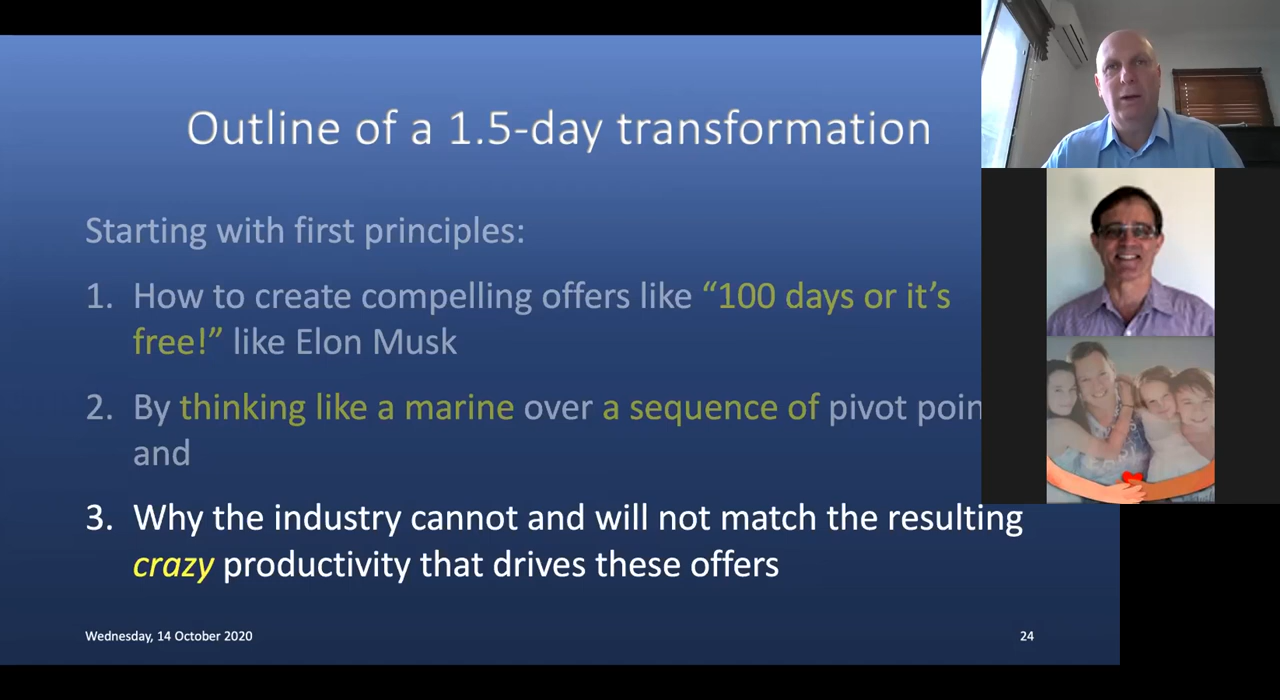 Outline of a 1.5-day transformation
Starting with first principles:
1. How to create compelling offers like “100 days or it’s
free!” like Elon Musk
2. By thinking like a marine over a sequence of pivot
and
3. Why the industry cannot and will not match the resulting
crazy productivity that drives these offers
Wednesday, 14 October 2020
24